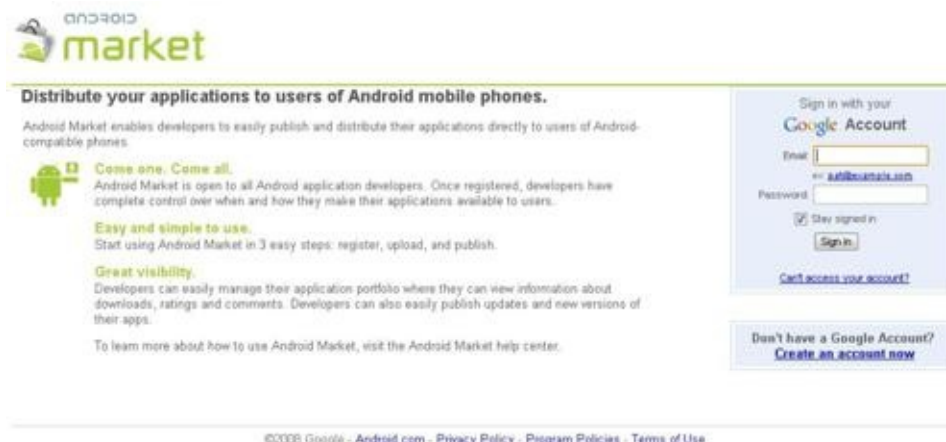 android
market
Distribute your applications to users of Android mobile phones.
Android Market enables developers to easily publish and distribute their applications directly to users of Android-
compatible phones.
Come one. Come all.
Android Market is open to all Android application developers. Once registered, developers have
complete control over when and how they make their applications available to users.
Easy and simple to use.
Start using Android Market in 3 easy steps: register, upload, and publish.
Great visibility.
Developers can easily manage their application portfolio where they can view information about
downloads, ratings and comments. Developers can also easily publish updates and new versions of
their apps.
To learn more about how to use Android Market, visit the Android Market help center.
Sign in with your
Google Account
Email:
ex: pat@example.com
Password:
Stay signed in
Sign in
Can't access your account?
Don't have a Google Account?
Create an account now
©2008 Google - Android.com - Privacy Policy - Program Policies - Terms of Use